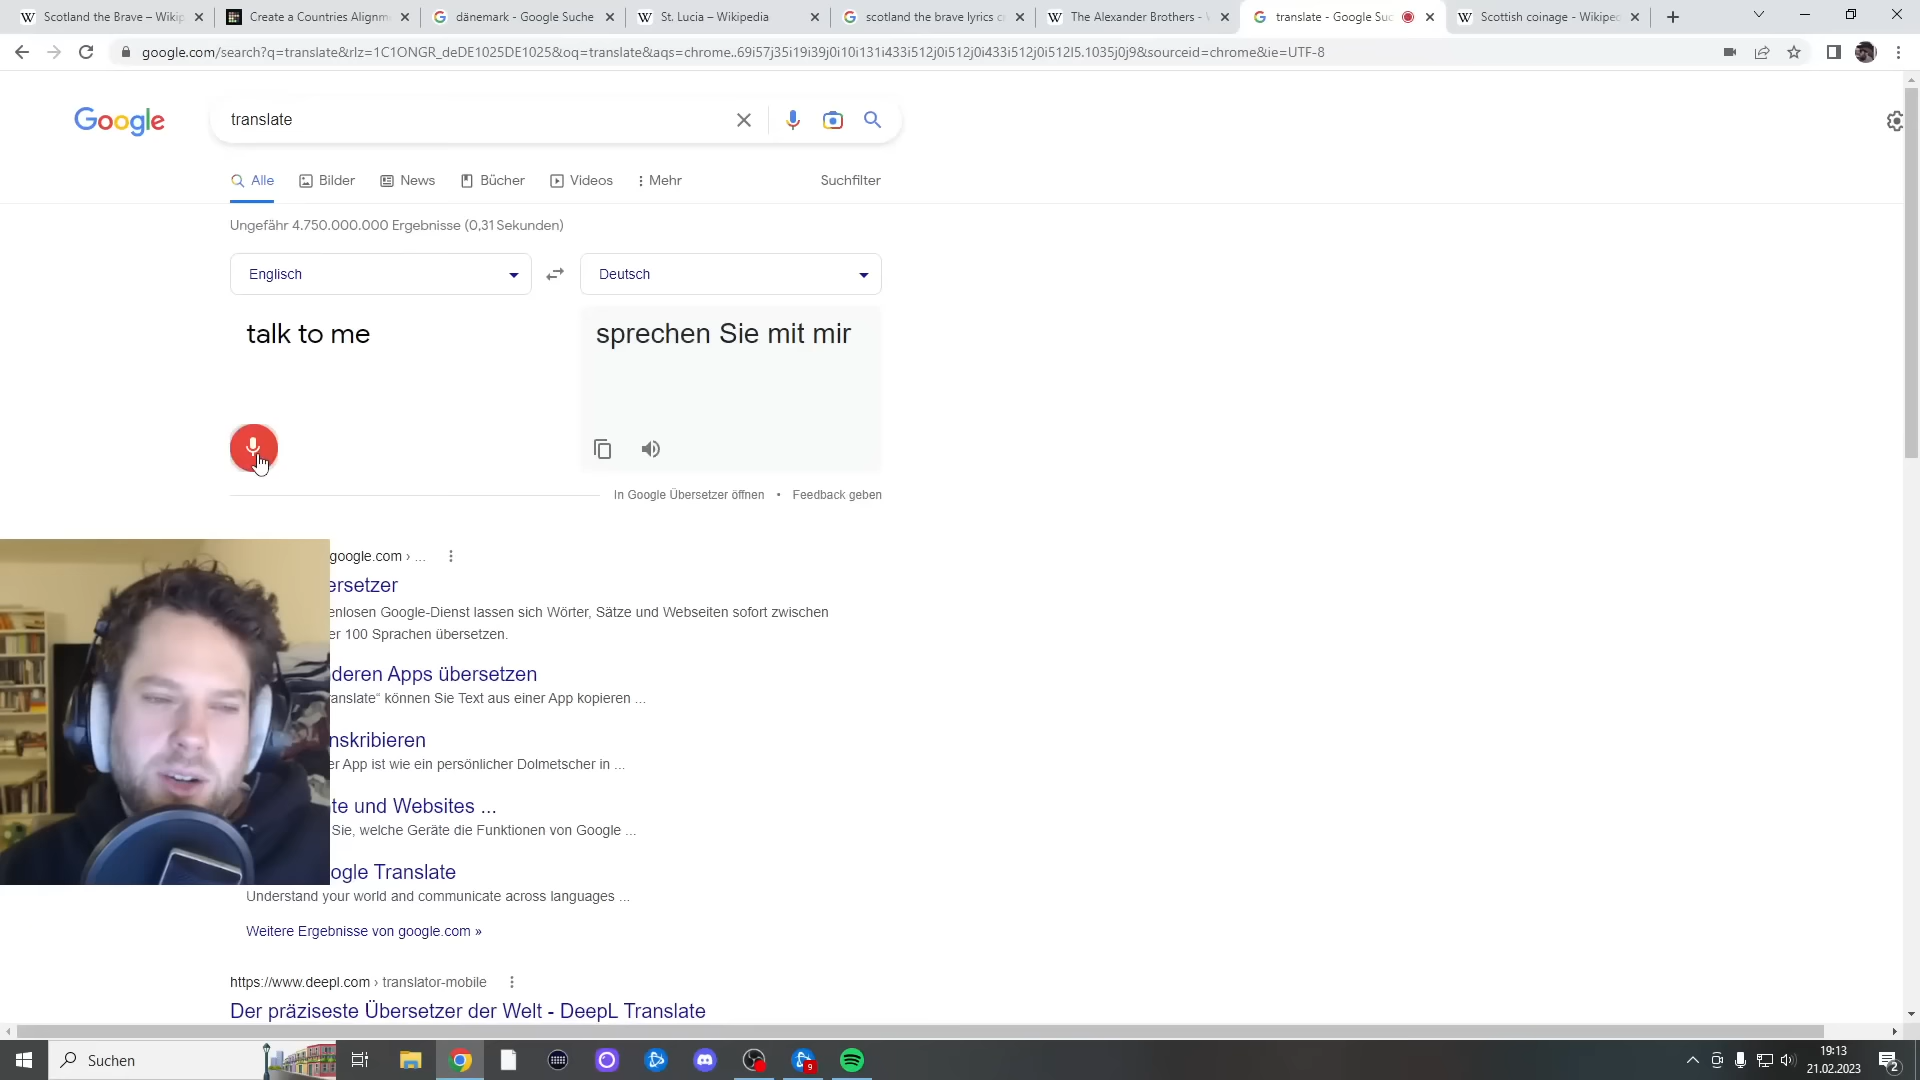 Scotland the Brave – Wikip
Create a Countries Alignm
dänemark - Google Suche
St. Lucia – Wikipedia
scotland the brave lyrics
The Alexander Brothers -
translate - Google Suc
Scottish coinage - Wikiped
google.com/search?q=translate&rlz=1C1ONGR_deDE1025DE1025&oq=translate&aqs=chrome..69i57j35i19i39j0i10i131i433i512j0i512j0i433i512j0i512l5.1035j0j9&sourceid=chrome&ie=UTF-8
Google
translate
Alle
Bilder
News
Bücher
Videos
Mehr
Suchfilter
Ungefähr 4.750.000.000 Ergebnisse (0,31 Sekunden)
Englisch
Deutsch
talk to me
sprechen Sie mit mir
In Google Übersetzer öffnen • Feedback geben
google.com › ...
ersetzer
enlosen Google-Dienst lassen sich Wörter, Sätze und Webseiten sofort zwischen
er 100 Sprachen übersetzen.
deren Apps übersetzen
anslate“ können Sie Text aus einer App kopieren ...
nskribieren
er App ist wie ein persönlicher Dolmetscher in ...
te und Websites ...
Sie, welche Geräte die Funktionen von Google ...
ogle Translate
Understand your world and communicate across languages ...
Weitere Ergebnisse von google.com »
https://www.deepl.com › translator-mobile
Der präziseste Übersetzer der Welt - DeepL Translate
Suchen
9
19:13
21.02.2023
2